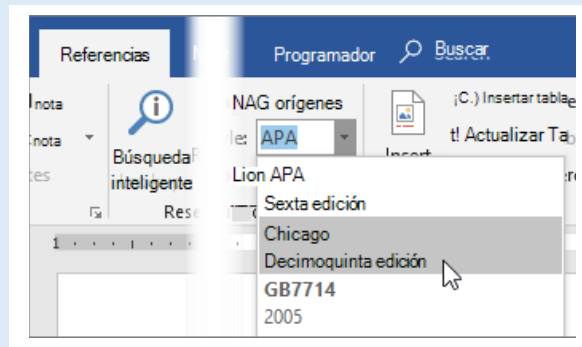 Referencias Programador Buscar
nota NAG orígenes ¡C.) Insertar tabla
nota APA t! Actualizar Ta
Búsqueda
inteligente
Lion APA
Sexta edición
Chicago
Decimoquinta edición
GB7714
2005
1